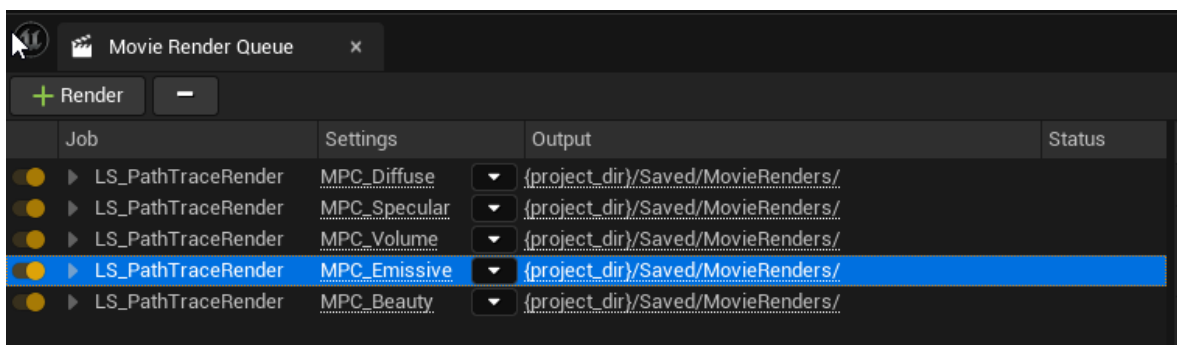 Movie Render Queue ×
+ Render −
Job Settings Output Status
LS_PathTraceRender MPC_Diffuse {project_dir}/Saved/MovieRenders/
LS_PathTraceRender MPC_Specular {project_dir}/Saved/MovieRenders/
LS_PathTraceRender MPC_Volume {project_dir}/Saved/MovieRenders/
LS_PathTraceRender MPC_Emissive {project_dir}/Saved/MovieRenders/
LS_PathTraceRender MPC_Beauty {project_dir}/Saved/MovieRenders/